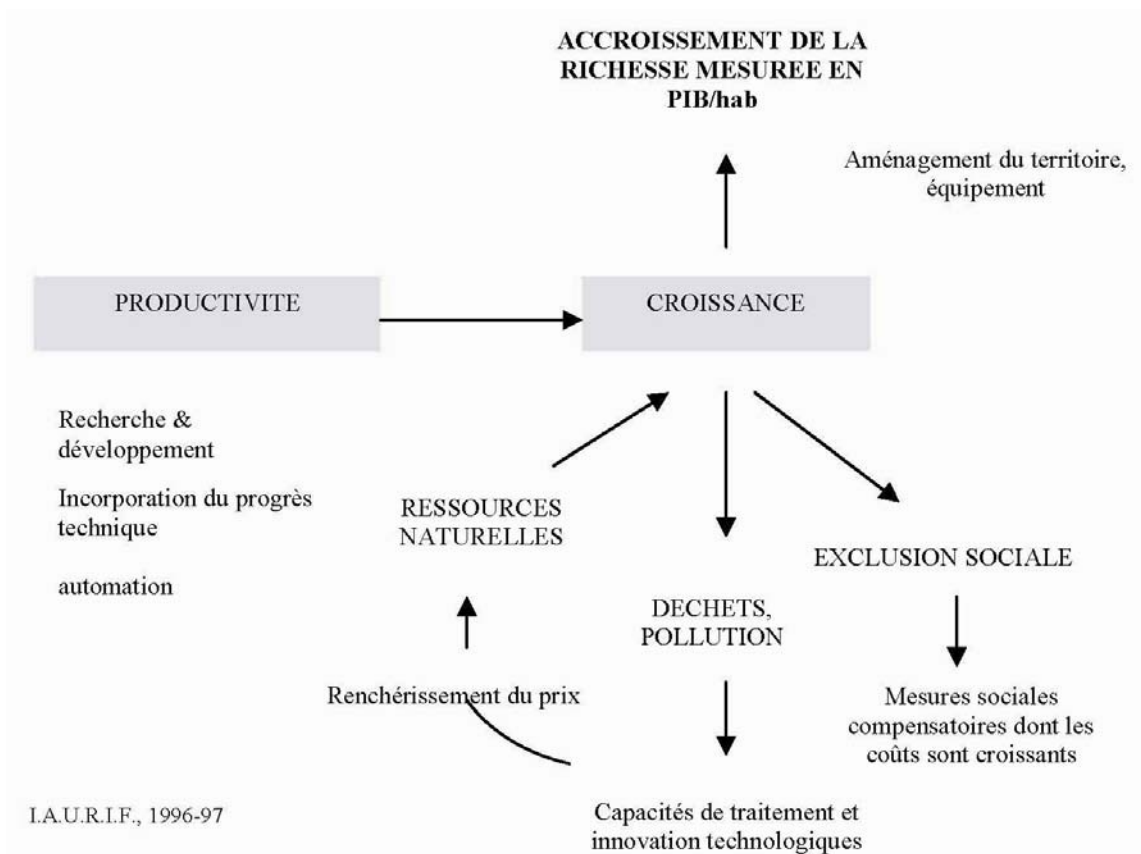 ACCROISSEMENT DE LA
RICHESSE MESUREE EN
PIB/hab
Aménagement du territoire,
équipement
PRODUCTIVITE
CROISSANCE
Recherche &
développement
Incorporation du progrès
technique
automation
RESSOURCES
NATURELLES
EXCLUSION SOCIALE
DECHETS,
POLLUTION
Renchérissement du prix
Mesures sociales
compensatoires dont les
coûts sont croissants
Capacités de traitement et
innovation technologiques
I.A.U.R.I.F., 1996-97